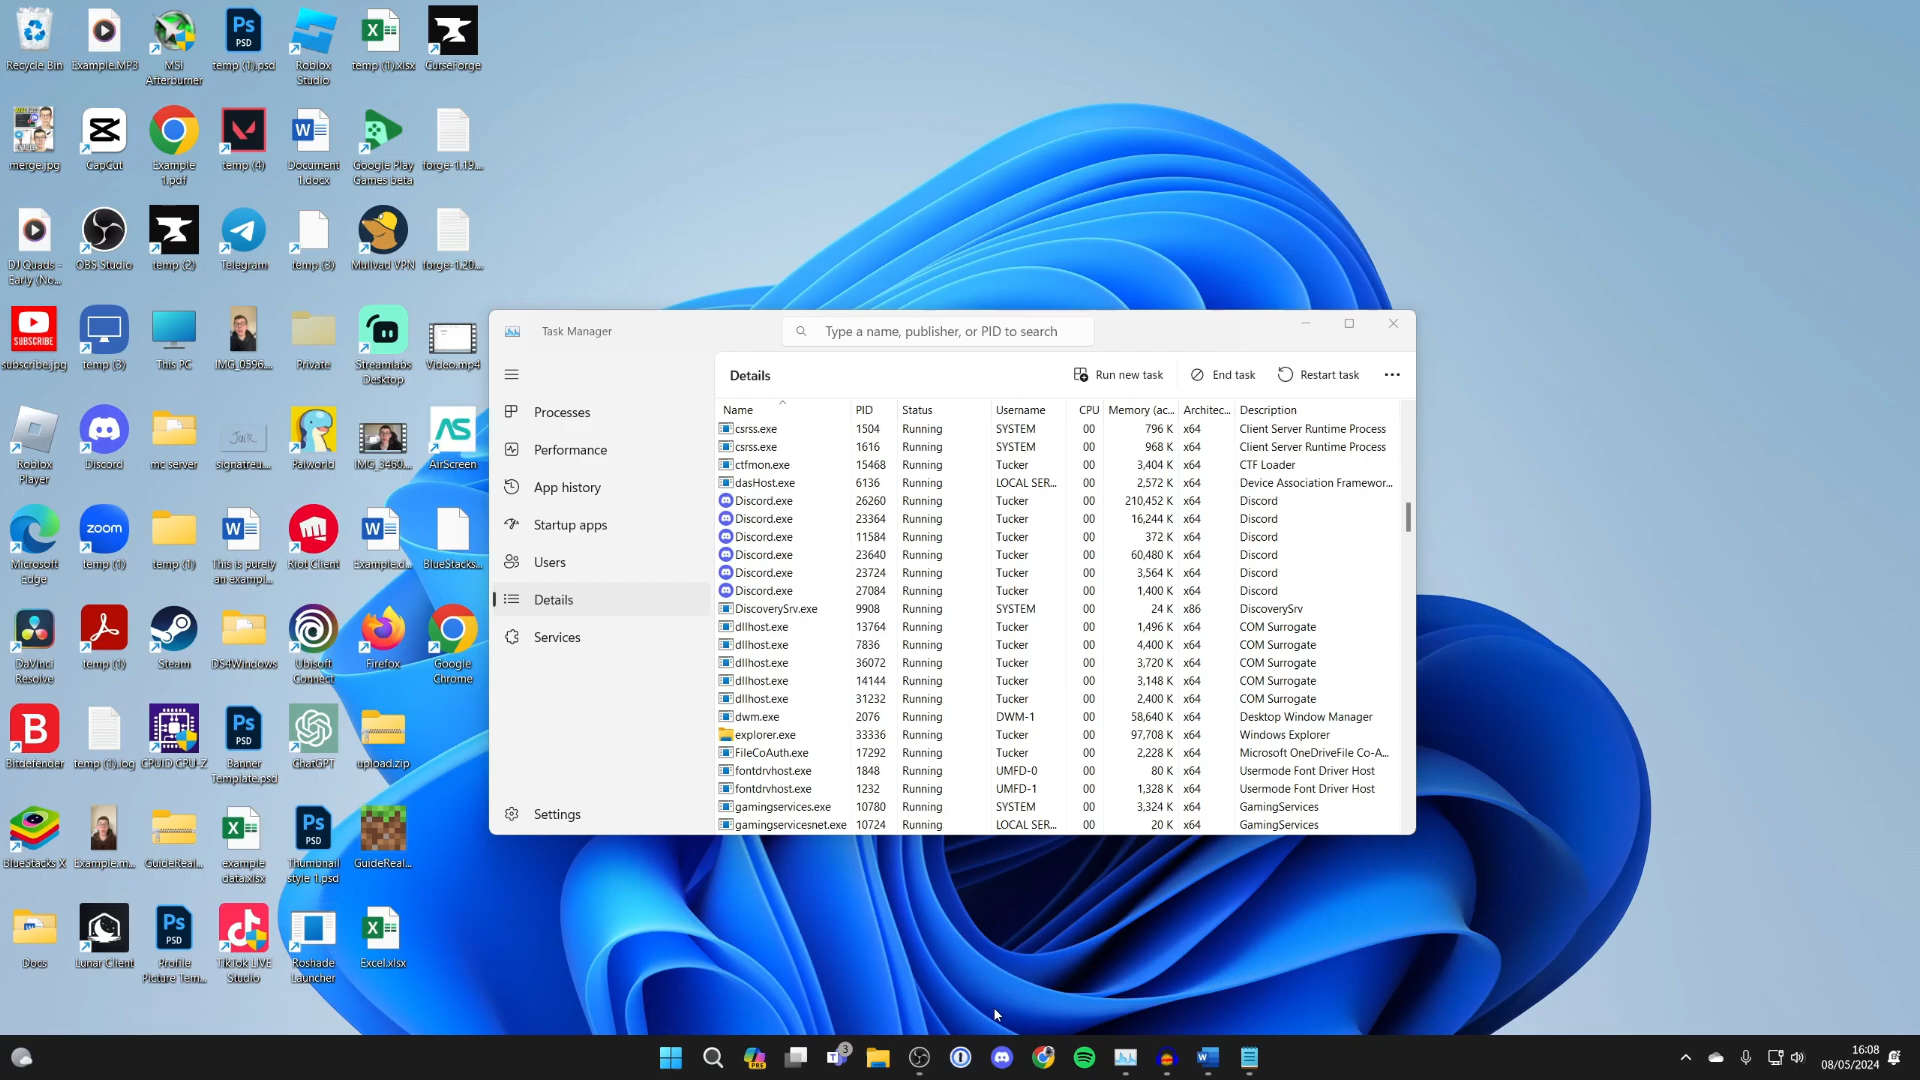 Recycle Bin
Example.MP3
MSI
Afterburner
temp (1).psd
Roblox
Studio
temp (1).xlsx
CurseForge
merge.jpg
CapCut
Example
1.pdf
temp (4)
Document
1.docx
Google Play
Games beta
forge-1.19....
DJ Quads -
Early (No...
OBS Studio
temp (2)
Telegram
temp (3)
Mullvad VPN
forge-1.20....
SUBSCRIBE
subscribe.jpg
temp (3)
This PC
IMG_0596....
Private
Streamlabs
Desktop
Video.mp4
Roblox
Player
Discord
mc server
signatreu...
Palworld
IMG_3460....
AirScreen
Microsoft
Edge
zoom
temp (1)
temp (1)
This is purely
an exampl...
Riot Client
Example.d...
BlueStacks...
DaVinci
Resolve
temp (1)
Steam
DS4Windows
Ubisoft
Connect
Firefox
Google
Chrome
Bitdefender
temp (1).log
CPUID CPU-Z
Banner
Template.psd
ChatGPT
upload.zip
BlueStacks X
Example.m...
GuideReal...
example
data.xlsx
Thumbnail
style 1.psd
GuideReal...
Docs
Lunar Client
Profile
Picture Tem...
TikTok LIVE
Studio
Roshade
Launcher
Excel.xlsx
Task Manager
Type a name, publisher, or PID to search
Processes
Performance
App history
Startup apps
Users
Details
Services
Settings
Details
Run new task
End task
Restart task
Name PID Status Username CPU Memory (ac... Architec... Description
csrss.exe 1504 Running SYSTEM 00 796 K x64 Client Server Runtime Process
csrss.exe 1616 Running SYSTEM 00 968 K x64 Client Server Runtime Process
ctfmon.exe 15468 Running Tucker 00 3,404 K x64 CTF Loader
dasHost.exe 6136 Running LOCAL SER... 00 2,572 K x64 Device Association Framewor...
Discord.exe 26260 Running Tucker 00 210,452 K x64 Discord
Discord.exe 23364 Running Tucker 00 16,244 K x64 Discord
Discord.exe 11584 Running Tucker 00 372 K x64 Discord
Discord.exe 23640 Running Tucker 00 60,480 K x64 Discord
Discord.exe 23724 Running Tucker 00 3,564 K x64 Discord
Discord.exe 27084 Running Tucker 00 1,400 K x64 Discord
DiscoverySrv.exe 9908 Running SYSTEM 00 24 K x86 DiscoverySrv
dllhost.exe 13764 Running Tucker 00 1,496 K x64 COM Surrogate
dllhost.exe 7836 Running Tucker 00 4,400 K x64 COM Surrogate
dllhost.exe 36072 Running Tucker 00 3,720 K x64 COM Surrogate
dllhost.exe 14144 Running Tucker 00 3,148 K x64 COM Surrogate
dllhost.exe 31232 Running Tucker 00 2,400 K x64 COM Surrogate
dwm.exe 2076 Running DWM-1 00 58,640 K x64 Desktop Window Manager
explorer.exe 33336 Running Tucker 00 97,708 K x64 Windows Explorer
FileCoAuth.exe 17292 Running Tucker 00 2,228 K x64 Microsoft OneDriveFile Co-A...
fontdrvhost.exe 1848 Running UMFD-0 00 80 K x64 Usermode Font Driver Host
fontdrvhost.exe 1232 Running UMFD-1 00 1,328 K x64 Usermode Font Driver Host
gamingservices.exe 10780 Running SYSTEM 00 3,324 K x64 GamingServices
gamingservicesnet.exe 10724 Running LOCAL SER... 00 20 K x64 GamingServices
3
16:08
08/05/2024